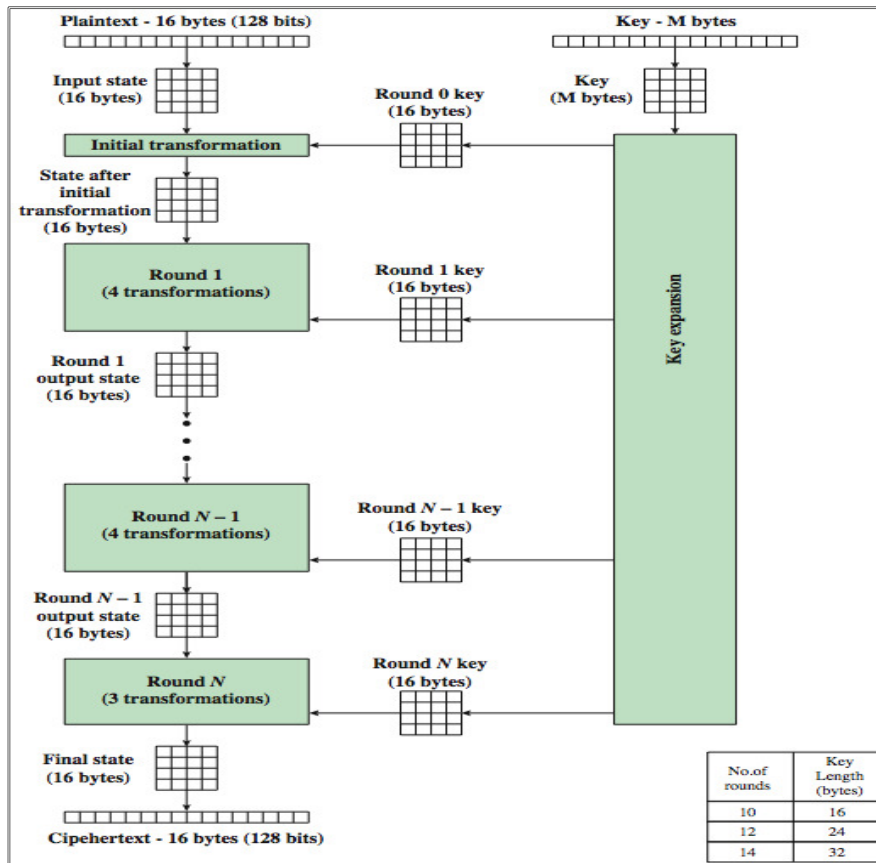 Plaintext - 16 bytes (128 bits)
Key - M bytes
Input state
(16 bytes)
Key
(M bytes)
Round 0 key
(16 bytes)
Initial transformation
State after
initial
transformation
(16 bytes)
Round 1
(4 transformations)
Round 1 key
(16 bytes)
Key expansion
Round 1
output state
(16 bytes)
Round N – 1
(4 transformations)
Round N – 1 key
(16 bytes)
Round N – 1
output state
(16 bytes)
Round N
(3 transformations)
Round N key
(16 bytes)
Final state
(16 bytes)
Cipehertext - 16 bytes (128 bits)
No.of
rounds
Key
Length
(bytes)
10 16
12 24
14 32